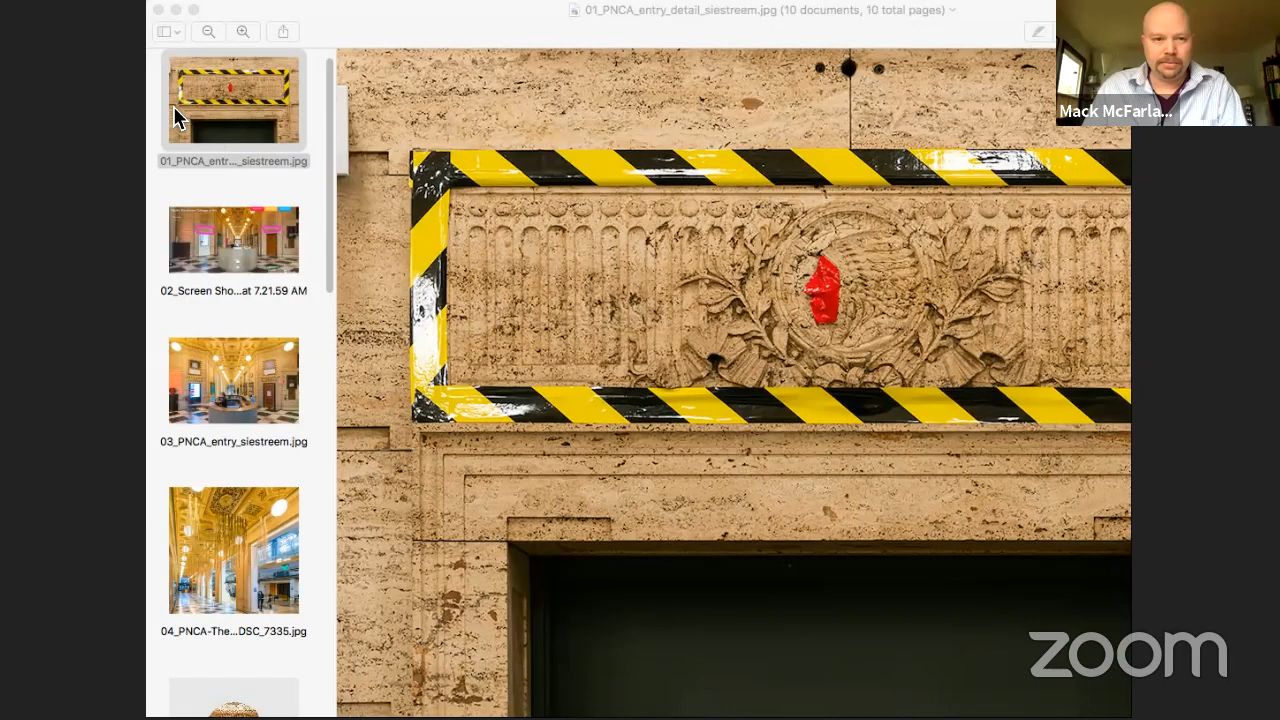 01_PNCA_entry_detail_siestreem.jpg (10 documents, 10 total pages)
Mack McFarla...
01_PNCA_entr..._siestreem.jpg
02_Screen Sho...at 7.21.59 AM
03_PNCA_entry_siestreem.jpg
04_PNCA-The...DSC_7335.jpg
zoom